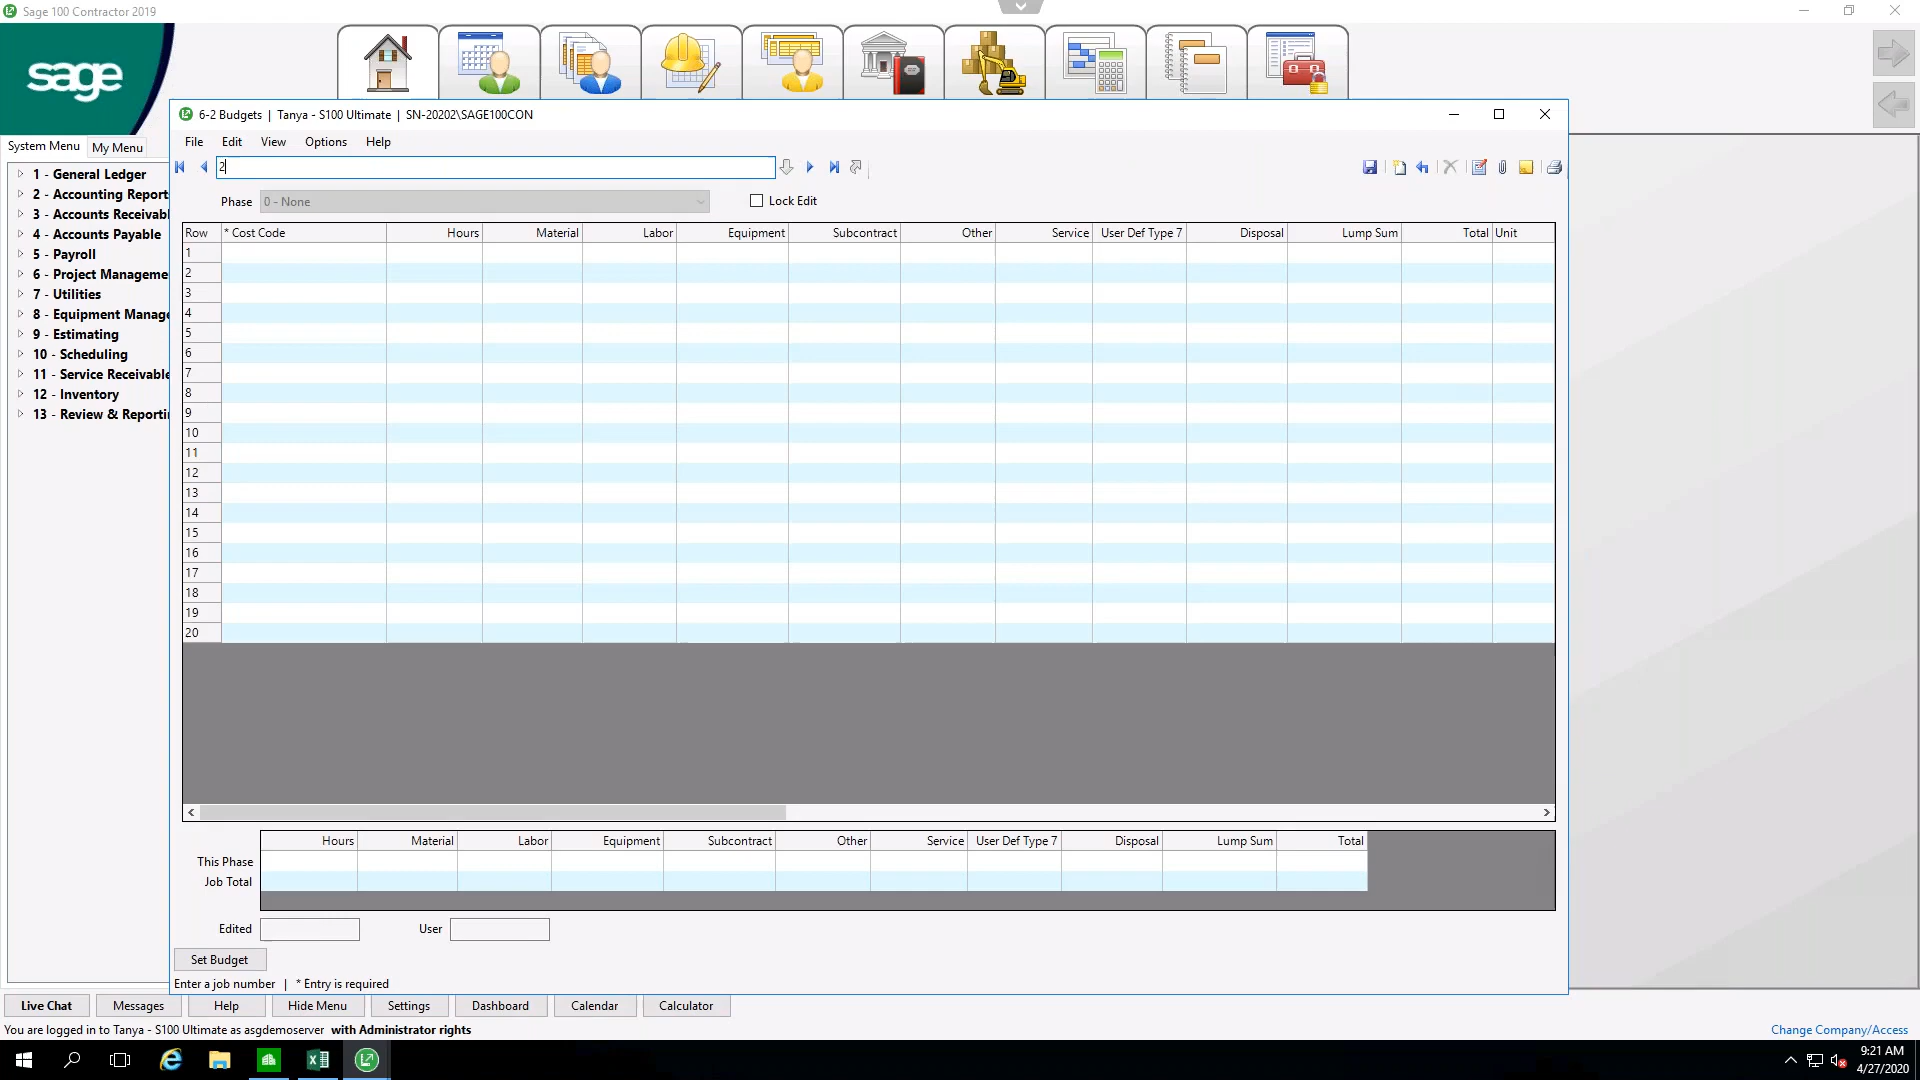 Sage 100 Contractor 2019
sage
6-2 Budgets | Tanya - S100 Ultimate | SN-20202\SAGE100CON
File Edit View Options Help
System Menu My Menu
2
Phase 0 - None Lock Edit
1 - General Ledger
2 - Accounting Report
3 - Accounts Receivabl
4 - Accounts Payable
5 - Payroll
6 - Project Manageme
7 - Utilities
8 - Equipment Manage
9 - Estimating
10 - Scheduling
11 - Service Receivable
12 - Inventory
13 - Review & Reportin
Row * Cost Code Hours Material Labor Equipment Subcontract Other Service User Def Type 7 Disposal Lump Sum Total Unit
1
2
3
4
5
6
7
8
9
10
11
12
13
14
15
16
17
18
19
20
Hours Material Labor Equipment Subcontract Other Service User Def Type 7 Disposal Lump Sum Total
This Phase
Job Total
Edited User
Set Budget
Enter a job number | * Entry is required
Live Chat Messages Help Hide Menu Settings Dashboard Calendar Calculator
You are logged in to Tanya - S100 Ultimate as asgdemoserver with Administrator rights
Change Company/Access
9:21 AM
4/27/2020